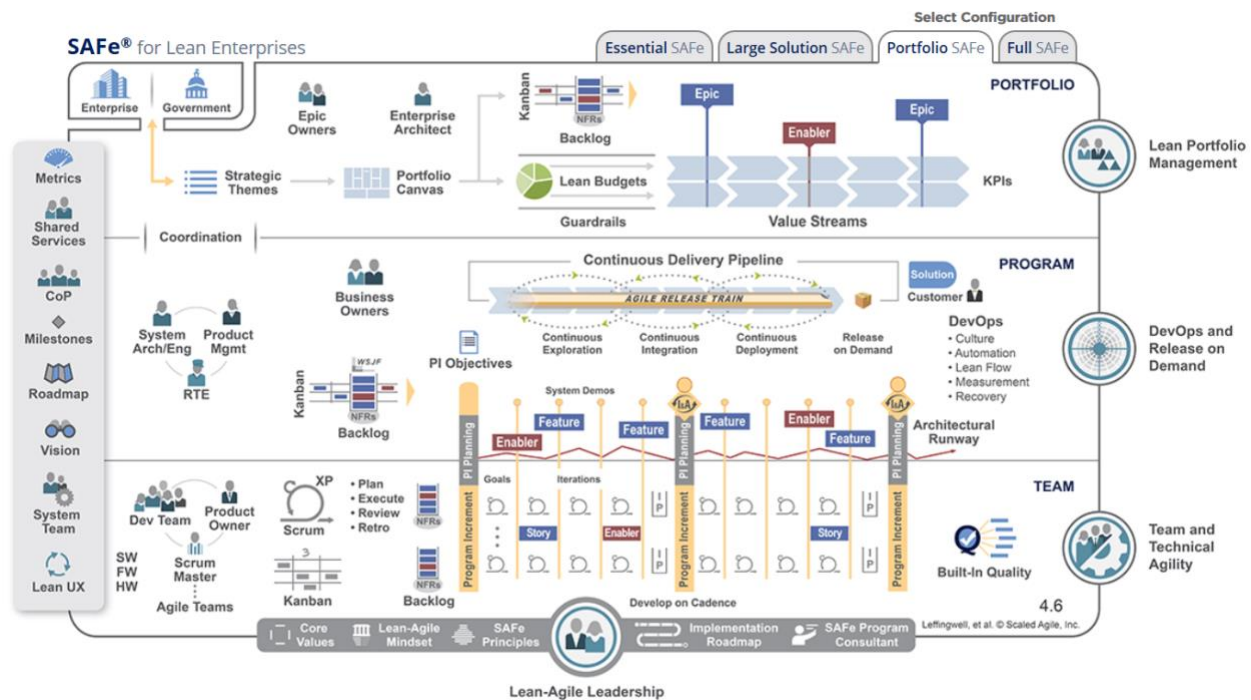 Select Configuration
SAFe® for Lean Enterprises
Essential SAFe
Large Solution SAFe
Portfolio SAFe
Full SAFe
Enterprise
Government
Epic
Owners
Enterprise
Architect
Kanban
NFRs
Backlog
Epic
Enabler
Epic
PORTFOLIO
Lean Portfolio
Management
Strategic
Themes
Portfolio
Canvas
Lean Budgets
Guardrails
Value Streams
KPIs
Metrics
Shared
Services
CoP
Milestones
Roadmap
Vision
System
Team
Lean UX
Coordination
Business
Owners
Continuous Delivery Pipeline
AGILE RELEASE TRAIN
Continuous
Exploration
Continuous
Integration
Continuous
Deployment
Release
on Demand
Solution
Customer
PROGRAM
DevOps
• Culture
• Automation
• Lean Flow
• Measurement
• Recovery
DevOps and
Release on
Demand
System
Arch/Eng
Product
Mgmt
RTE
PI Objectives
Kanban
WSJF
NFRs
Backlog
System Demos
PI Planning
Enabler
Feature
Feature
I&A
PI Planning
Feature
Enabler
Feature
I&A
PI Planning
Architectural
Runway
TEAM
Dev Team
Product
Owner
Scrum
Master
Agile Teams
SW
FW
HW
XP
Scrum
• Plan
• Execute
• Review
• Retro
NFRs
Kanban
NFRs
Backlog
Goals
Iterations
Program Increment
Story
Enabler
IP
IP
Program Increment
Story
IP
IP
Program Increment
Develop on Cadence
Built-In Quality
Team and
Technical
Agility
4.6
Leffingwell, et al. © Scaled Agile, Inc.
Core
Values
Lean-Agile
Mindset
SAFe
Principles
Implementation
Roadmap
SAFe Program
Consultant
Lean-Agile Leadership